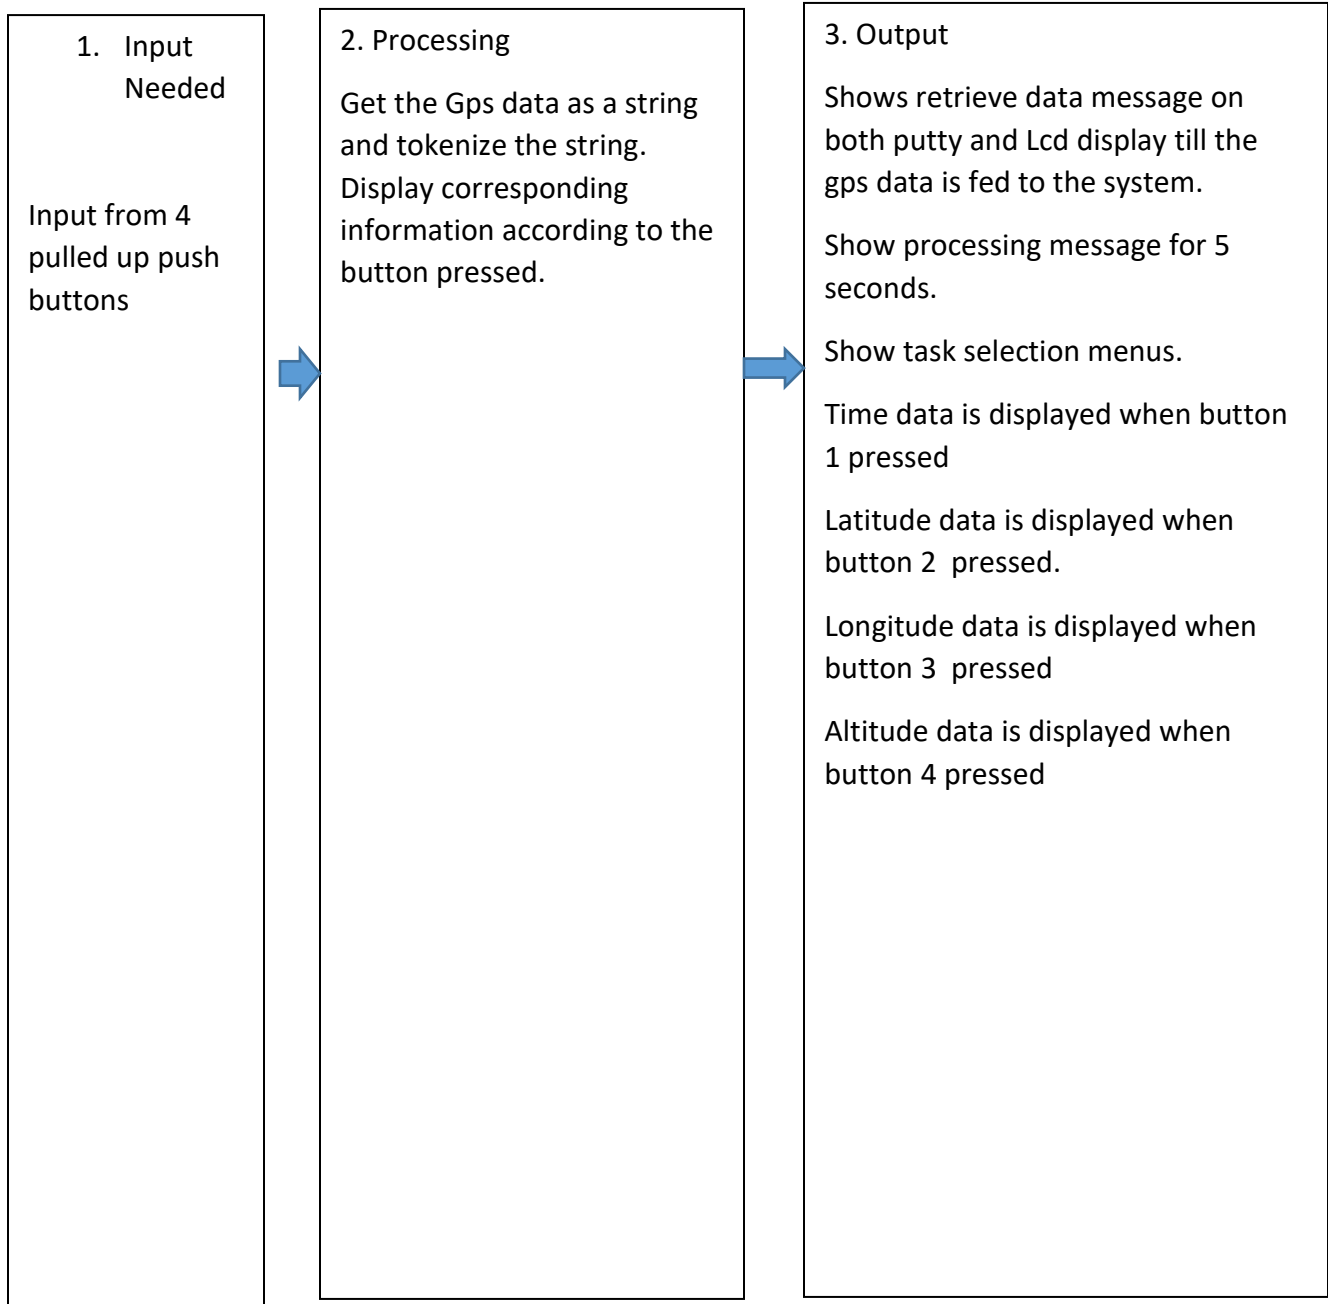 1. Input
Needed
Input from 4
pulled up push
buttons
2. Processing
Get the Gps data as a string
and tokenize the string.
Display corresponding
information according to the
button pressed.
3. Output
Shows retrieve data message on
both putty and Lcd display till the
gps data is fed to the system.
Show processing message for 5
seconds.
Show task selection menus.
Time data is displayed when button
1 pressed
Latitude data is displayed when
button 2  pressed.
Longitude data is displayed when
button 3  pressed
Altitude data is displayed when
button 4 pressed